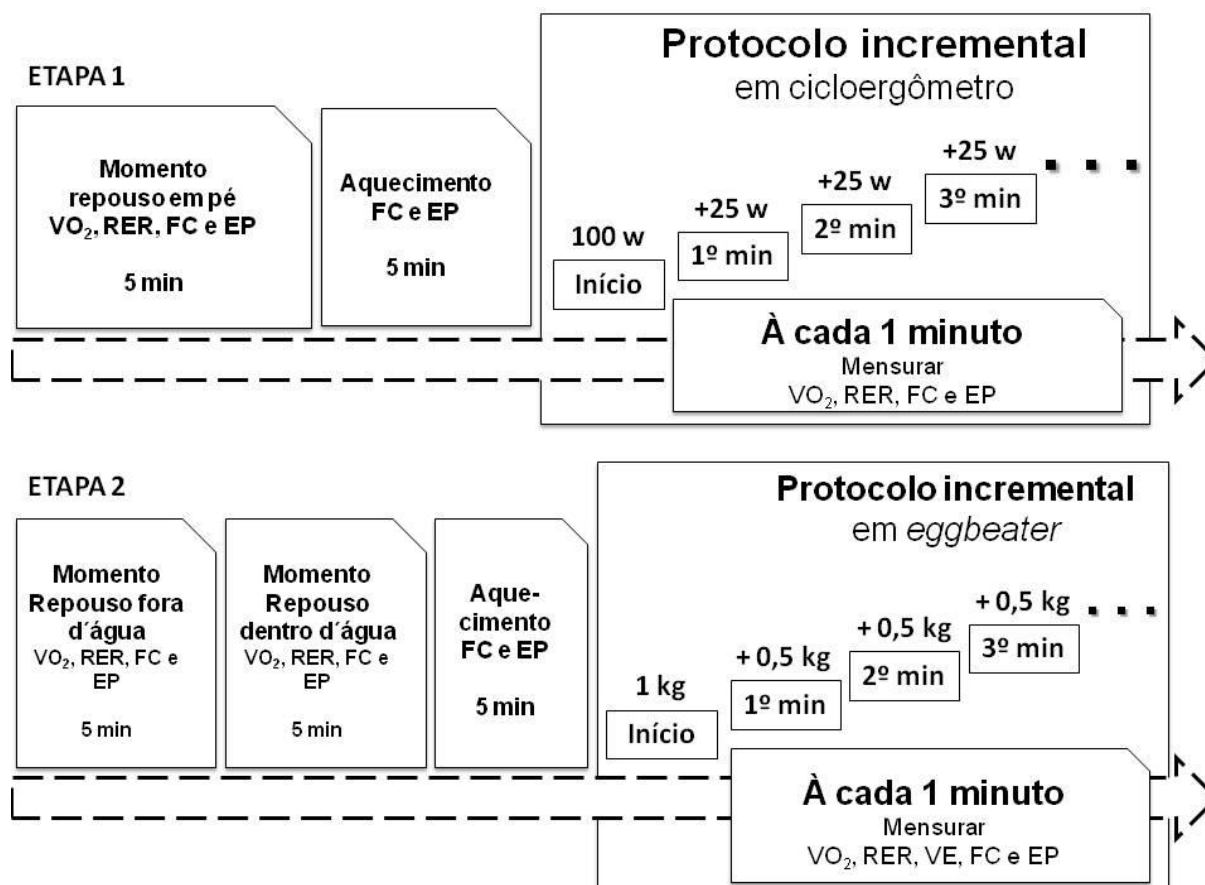 ETAPA 1
Momento
repouso em pé
VO₂, RER, FC e EP
5 min
Aquecimento
FC e EP
5 min
Protocolo incremental
em cicloergômetro
100 w
Início
+25 w
1º min
+25 w
2º min
+25 w
3º min
. . . .
À cada 1 minuto
Mensurar
VO₂, RER, FC e EP
ETAPA 2
Momento
Repouso fora
d´água
VO₂, RER, FC e
EP
5 min
Momento
Repouso
dentro d´água
VO₂, RER, FC e
EP
5 min
Aque-
cimento
FC e EP
5 min
Protocolo incremental
em eggbeater
1 kg
Início
+ 0,5 kg
1º min
+ 0,5 kg
2º min
+ 0,5 kg
3º min
. . . .
À cada 1 minuto
Mensurar
VO₂, RER, VE, FC e EP